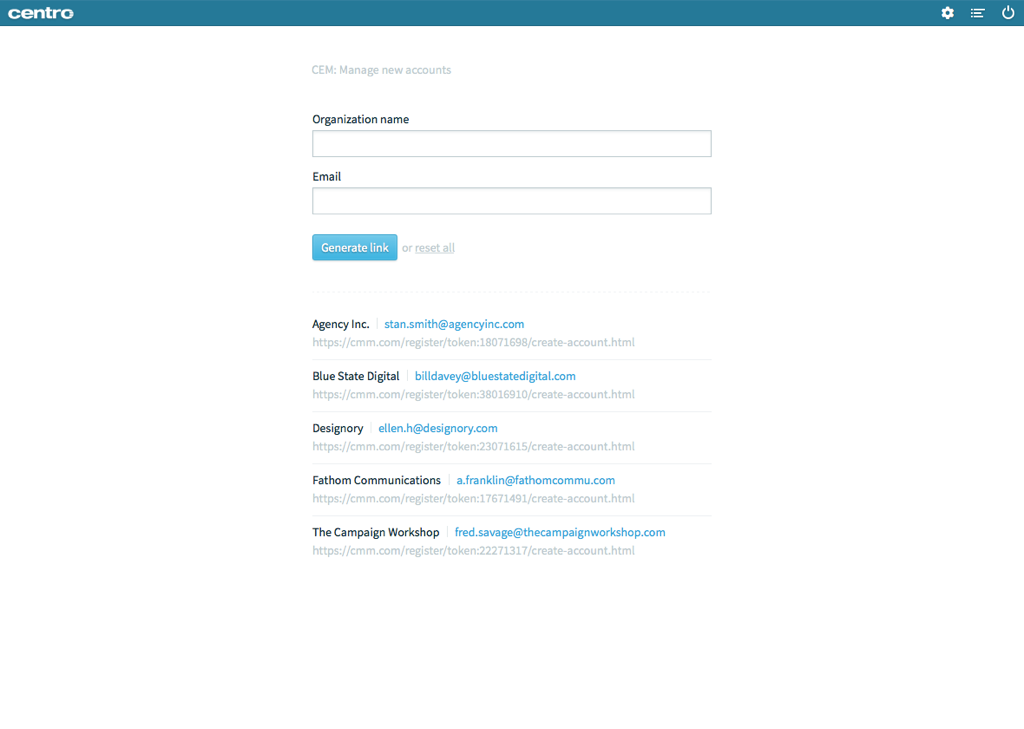 centro
CEM: Manage new accounts
Organization name
Email
Generate link or reset all
Agency Inc. stan.smith@agencyinc.com
https://cmm.com/register/token:18071698/create-account.html
Blue State Digital billdavey@bluestatedigital.com
https://cmm.com/register/token:38016910/create-account.html
Designory ellen.h@designory.com
https://cmm.com/register/token:23071615/create-account.html
Fathom Communications a.franklin@fathomcommu.com
https://cmm.com/register/token:17671491/create-account.html
The Campaign Workshop fred.savage@thecampaignworkshop.com
https://cmm.com/register/token:22271317/create-account.html